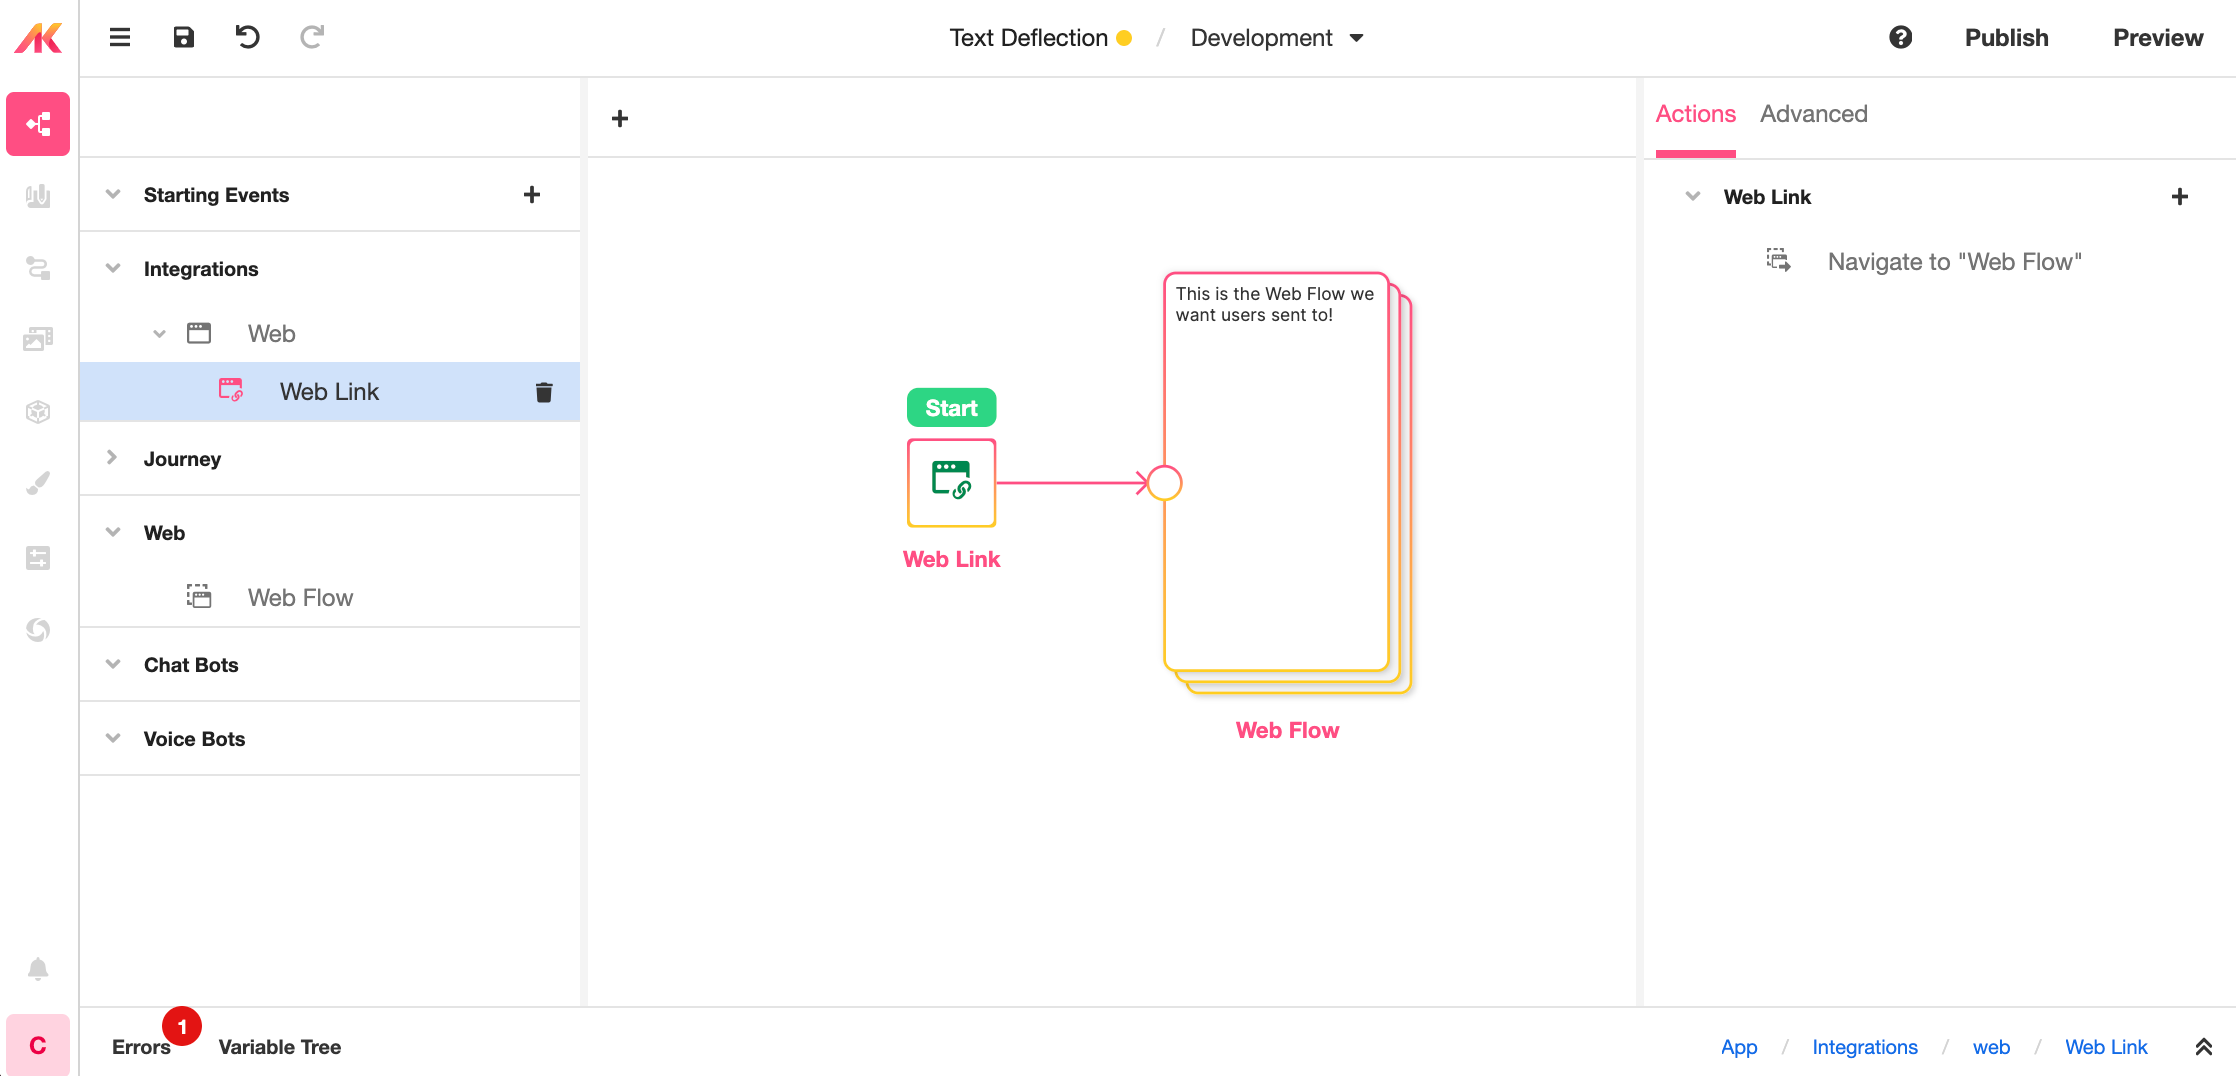 Text Deflection / Development
Publish
Preview
Actions
Advanced
Starting Events
Integrations
Web
Web Link
Journey
Web
Web Flow
Chat Bots
Voice Bots
Start
Web Link
This is the Web Flow we
want users sent to!
Web Flow
Web Link
Navigate to "Web Flow"
C
Errors
1
Variable Tree
App / Integrations / web / Web Link